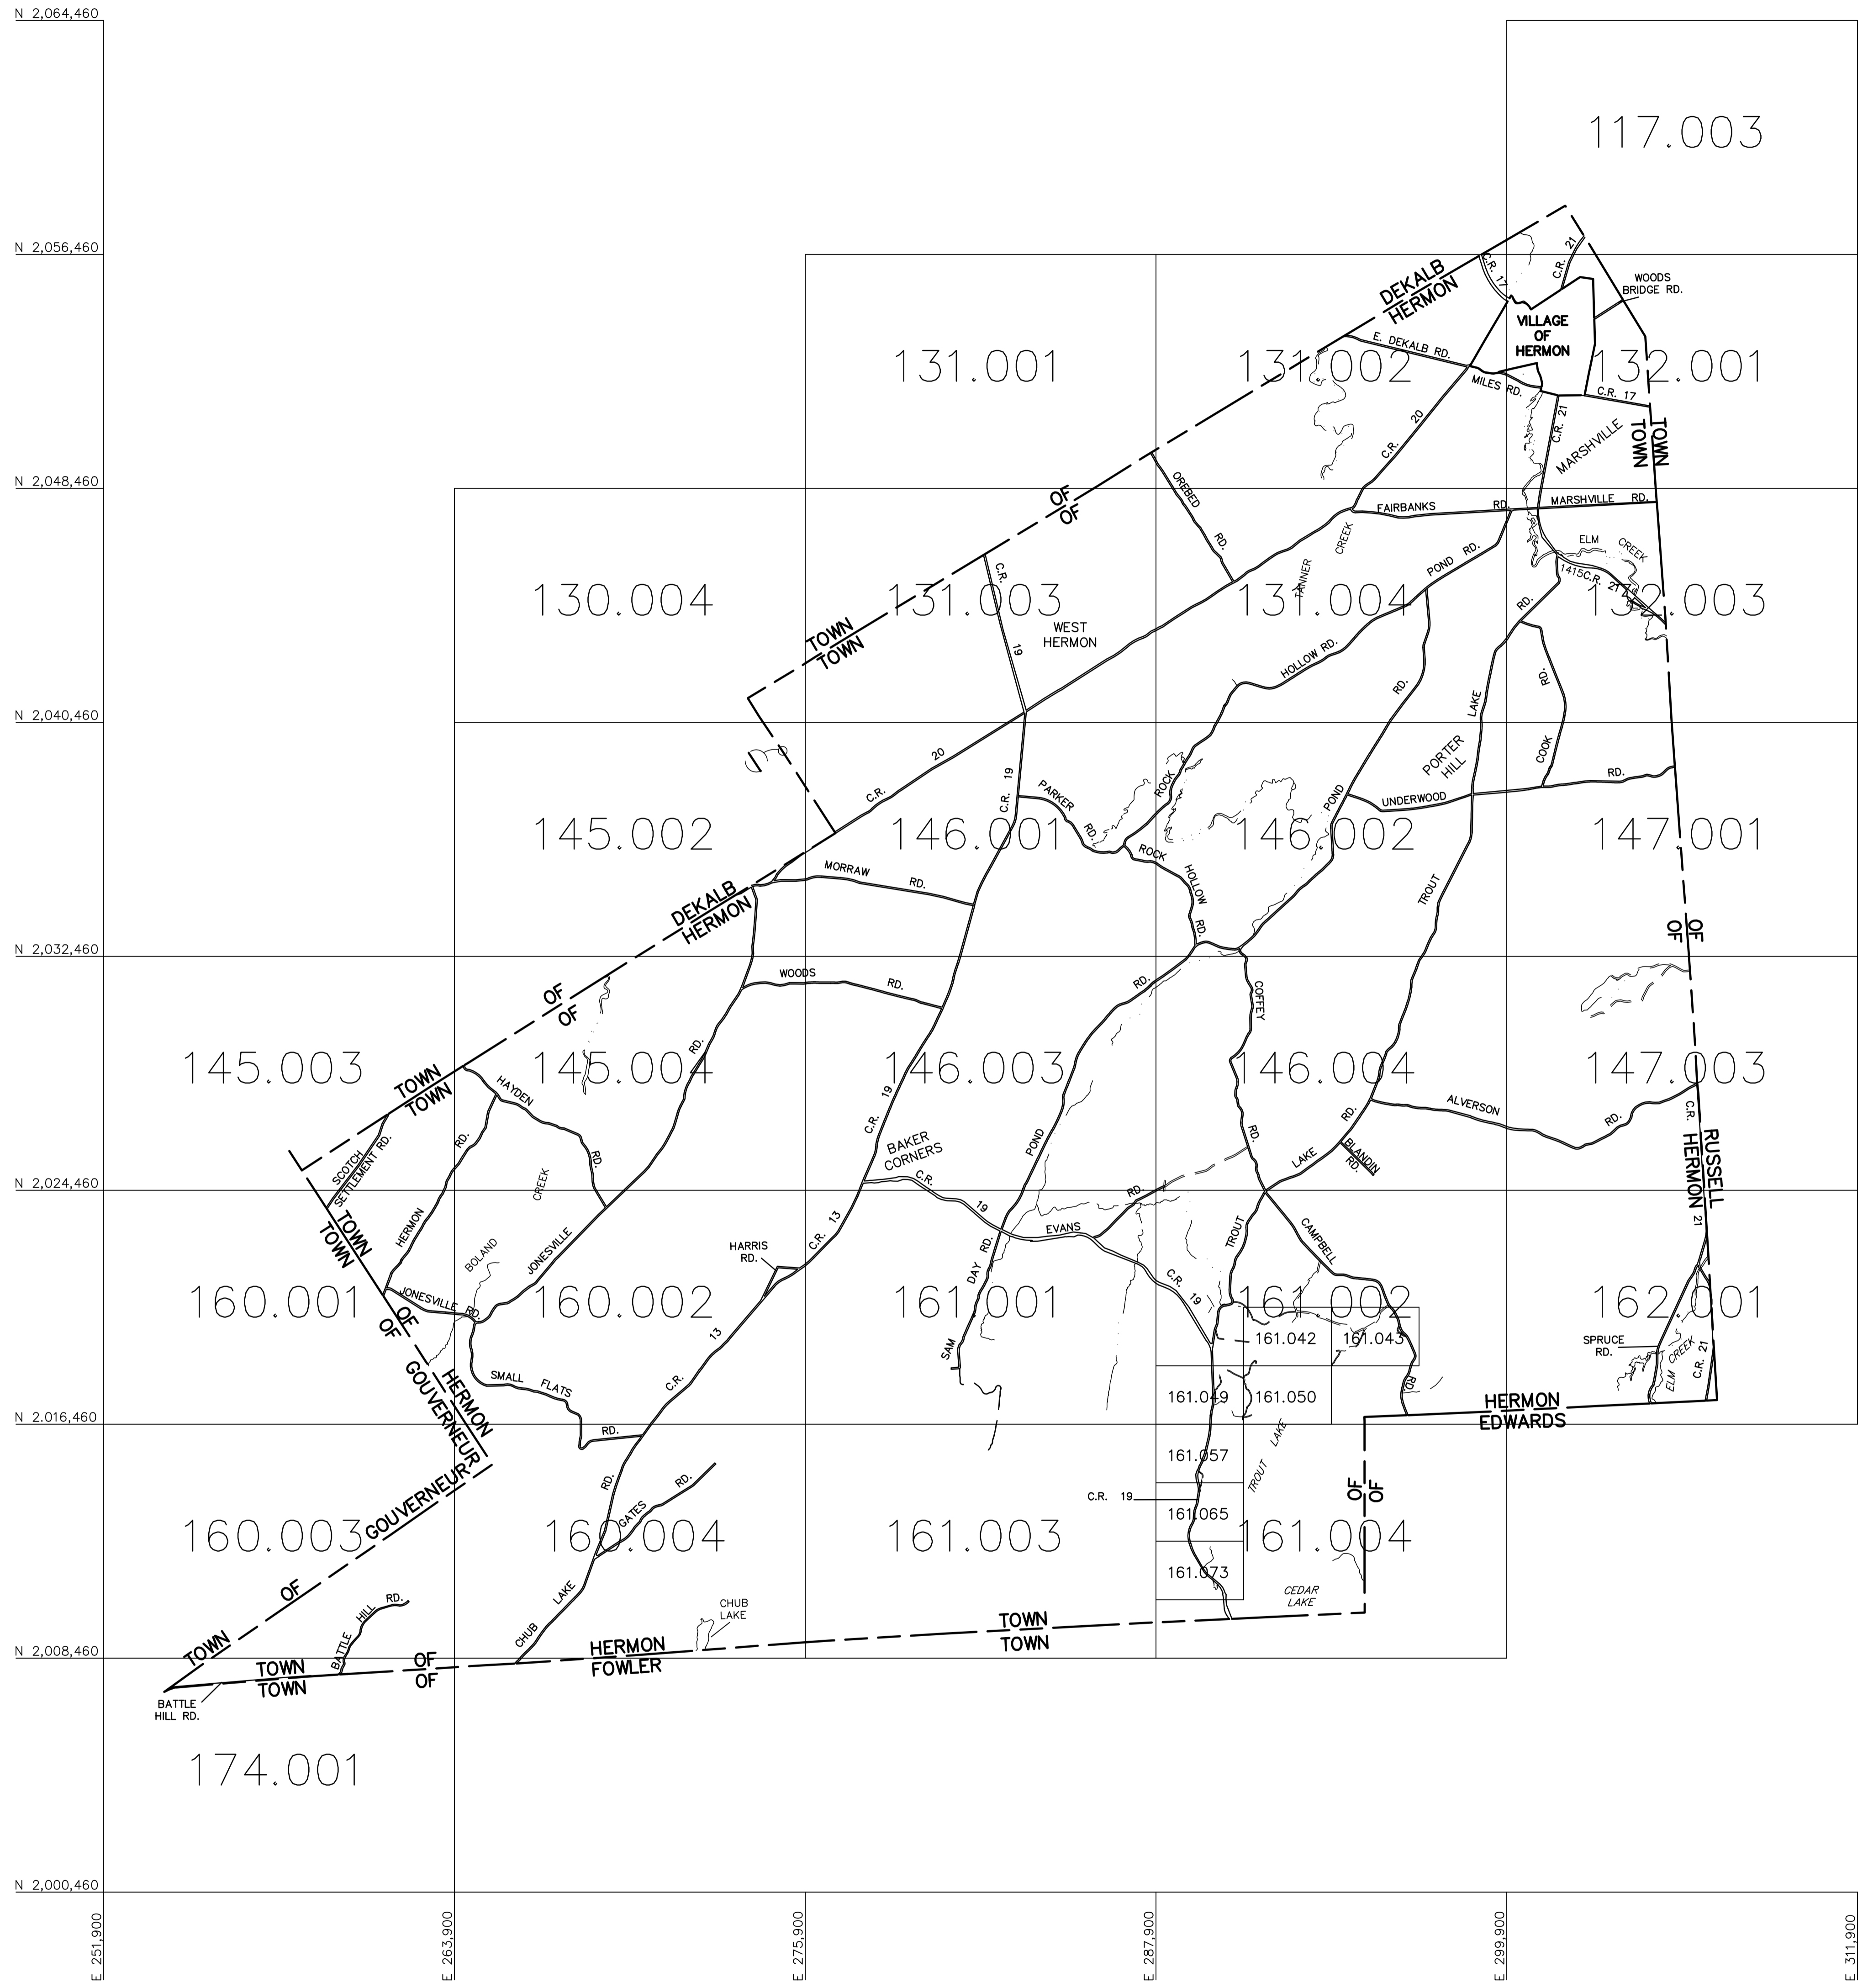 N 2,064,460
117.003
N 2,056,460
C.R. 17
C.R. 21
WOODS
BRIDGE RD.
DEKALB
HERMON
VILLAGE
OF
HERMON
E. DEKALB RD.
131.001
131.002
132.001
MILES RD.
C.R. 17
C.R. 20
C.R. 21
MARSHVILLE
TOWN
TOWN
N 2,048,460
OREBED RD.
OF
OF
FAIRBANKS RD.
MARSHVILLE RD.
TANNER CREEK
ELM CREEK
POND RD.
1415C.R. 21
C.R. 19
130.004
131.003
131.004
132.003
RD.
TOWN
TOWN
WEST
HERMON
HOLLOW RD.
RD.
RD.
LAKE
N 2,040,460
C.R. 20
C.R. 19
PARKER RD.
ROCK
PORTER
HILL
COOK
RD.
POND
UNDERWOOD
145.002
146.001
146.002
147.001
ROCK HOLLOW RD.
MORRAW RD.
TROUT
DEKALB
HERMON
OF
OF
N 2,032,460
WOODS RD.
RD.
COFFEY
OF
OF
145.003
145.004
146.003
146.004
147.003
RD.
TOWN
TOWN
HAYDEN RD.
C.R. 19
ALVERSON RD.
C.R.
RD.
SCOTCH
SETTLEMENT RD.
RD.
BAKER
CORNERS
POND
RD.
LAKE
BLANDIN
RD.
HERMON
RUSSELL
CREEK
C.R. 19
RD.
N 2,024,460
TOWN
TOWN
HERMON
BOLAND
JONESVILLE
HARRIS
RD.
C.R. 13
EVANS
TROUT
CAMPBELL
21
DAY RD.
C.R. 19
JONESVILLE RD.
160.001
160.002
161.001
161.002
162.001
OF
OF
C.R. 13
SAM
161.042
161.043
SPRUCE
RD.
ELM CREEK
C.R. 21
SMALL FLATS
161.049
161.050
RD.
HERMON
GOUVERNEUR
HERMON
EDWARDS
N 2,016,460
RD.
161.057
TROUT LAKE
RD.
GATES RD.
C.R. 19
161.065
OF
OF
GOUVERNEUR
160.003
160.004
161.003
161.004
161.073
OF
CHUB LAKE
CEDAR
LAKE
BATTLE HILL RD.
CHUB
LAKE
TOWN
HERMON
FOWLER
TOWN
TOWN
N 2,008,460
TOWN
TOWN
OF
OF
BATTLE
HILL RD.
174.001
N 2,000,460
E 251,900
E 263,900
E 275,900
E 287,900
E 299,900
E 311,900